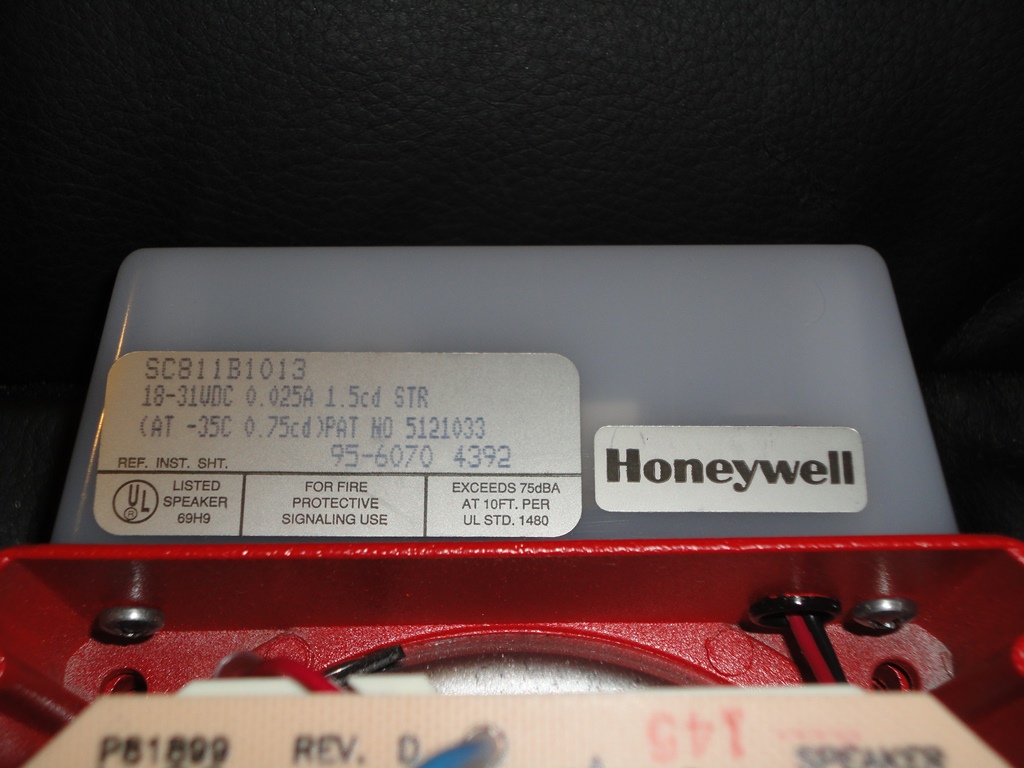 SC811B1013
18-31VDC 0.025A 1.5cd STR
(AT -35C 0.75cd)PAT NO 5121033
REF. INST. SHT. 95-6070 4392
UL
®
LISTED
SPEAKER
69H9
FOR FIRE
PROTECTIVE
SIGNALING USE
EXCEEDS 75dBA
AT 10FT. PER
UL STD. 1480
Honeywell
P81899 REV. D
145
SPEAKER